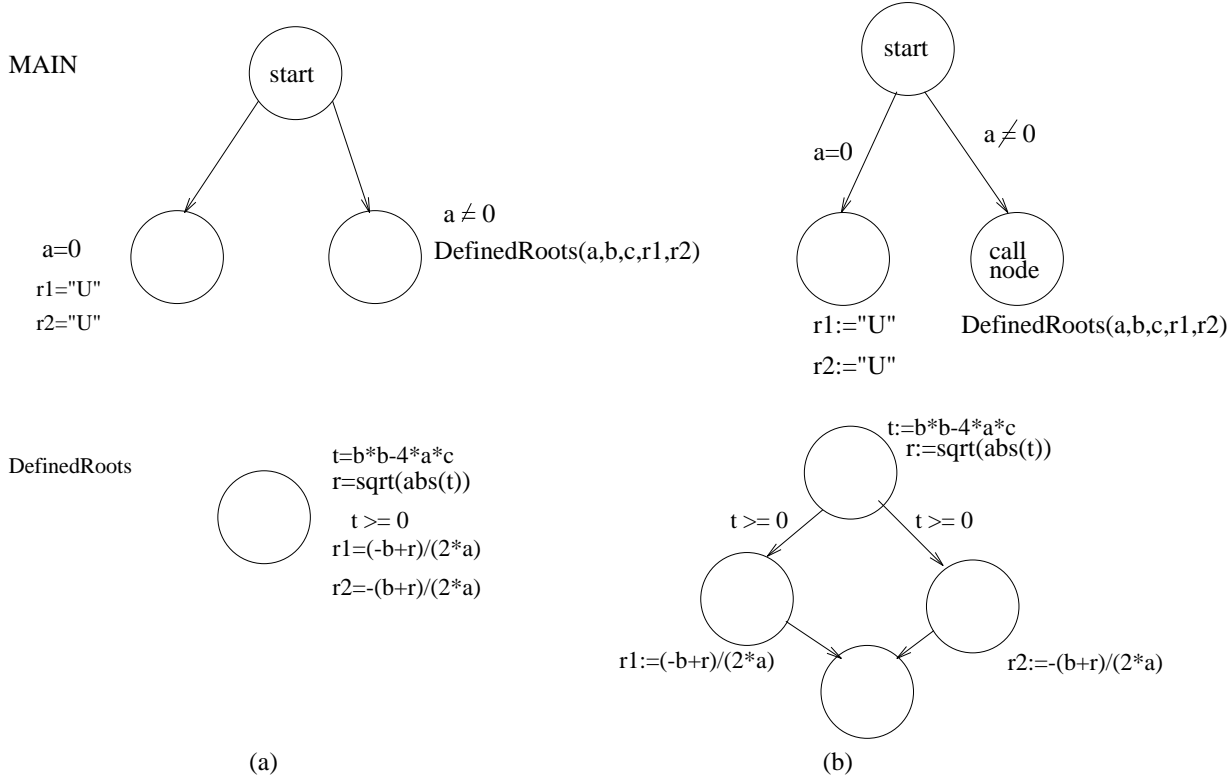 MAIN
start
a=0
r1="U"
r2="U"
a ≠ 0
DefinedRoots(a,b,c,r1,r2)
DefinedRoots
t=b*b-4*a*c
r=sqrt(abs(t))
t >= 0
r1=(-b+r)/(2*a)
r2=-(b+r)/(2*a)
(a)
start
a=0
a ≠ 0
call
node
r1:="U"
r2:="U"
DefinedRoots(a,b,c,r1,r2)
t:=b*b-4*a*c
r:=sqrt(abs(t))
t >= 0
t >= 0
r1:=(-b+r)/(2*a)
r2:=-(b+r)/(2*a)
(b)